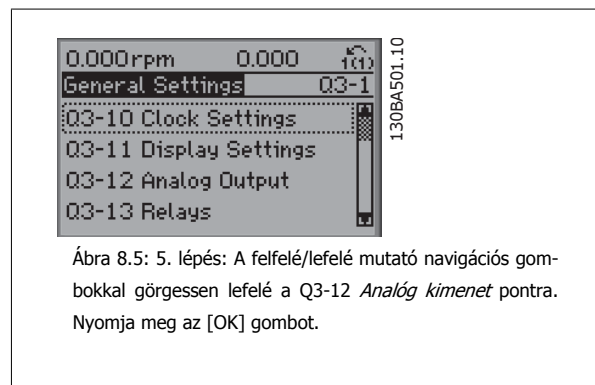 0.000rpm 0.000 1(1)
General Settings Q3-1
Q3-10 Clock Settings
Q3-11 Display Settings
Q3-12 Analog Output
Q3-13 Relays
130BA501.10
Ábra 8.5: 5. lépés: A felfelé/lefelé mutató navigációs gom-
bokkal görgessen lefelé a Q3-12 Analóg kimenet pontra.
Nyomja meg az [OK] gombot.